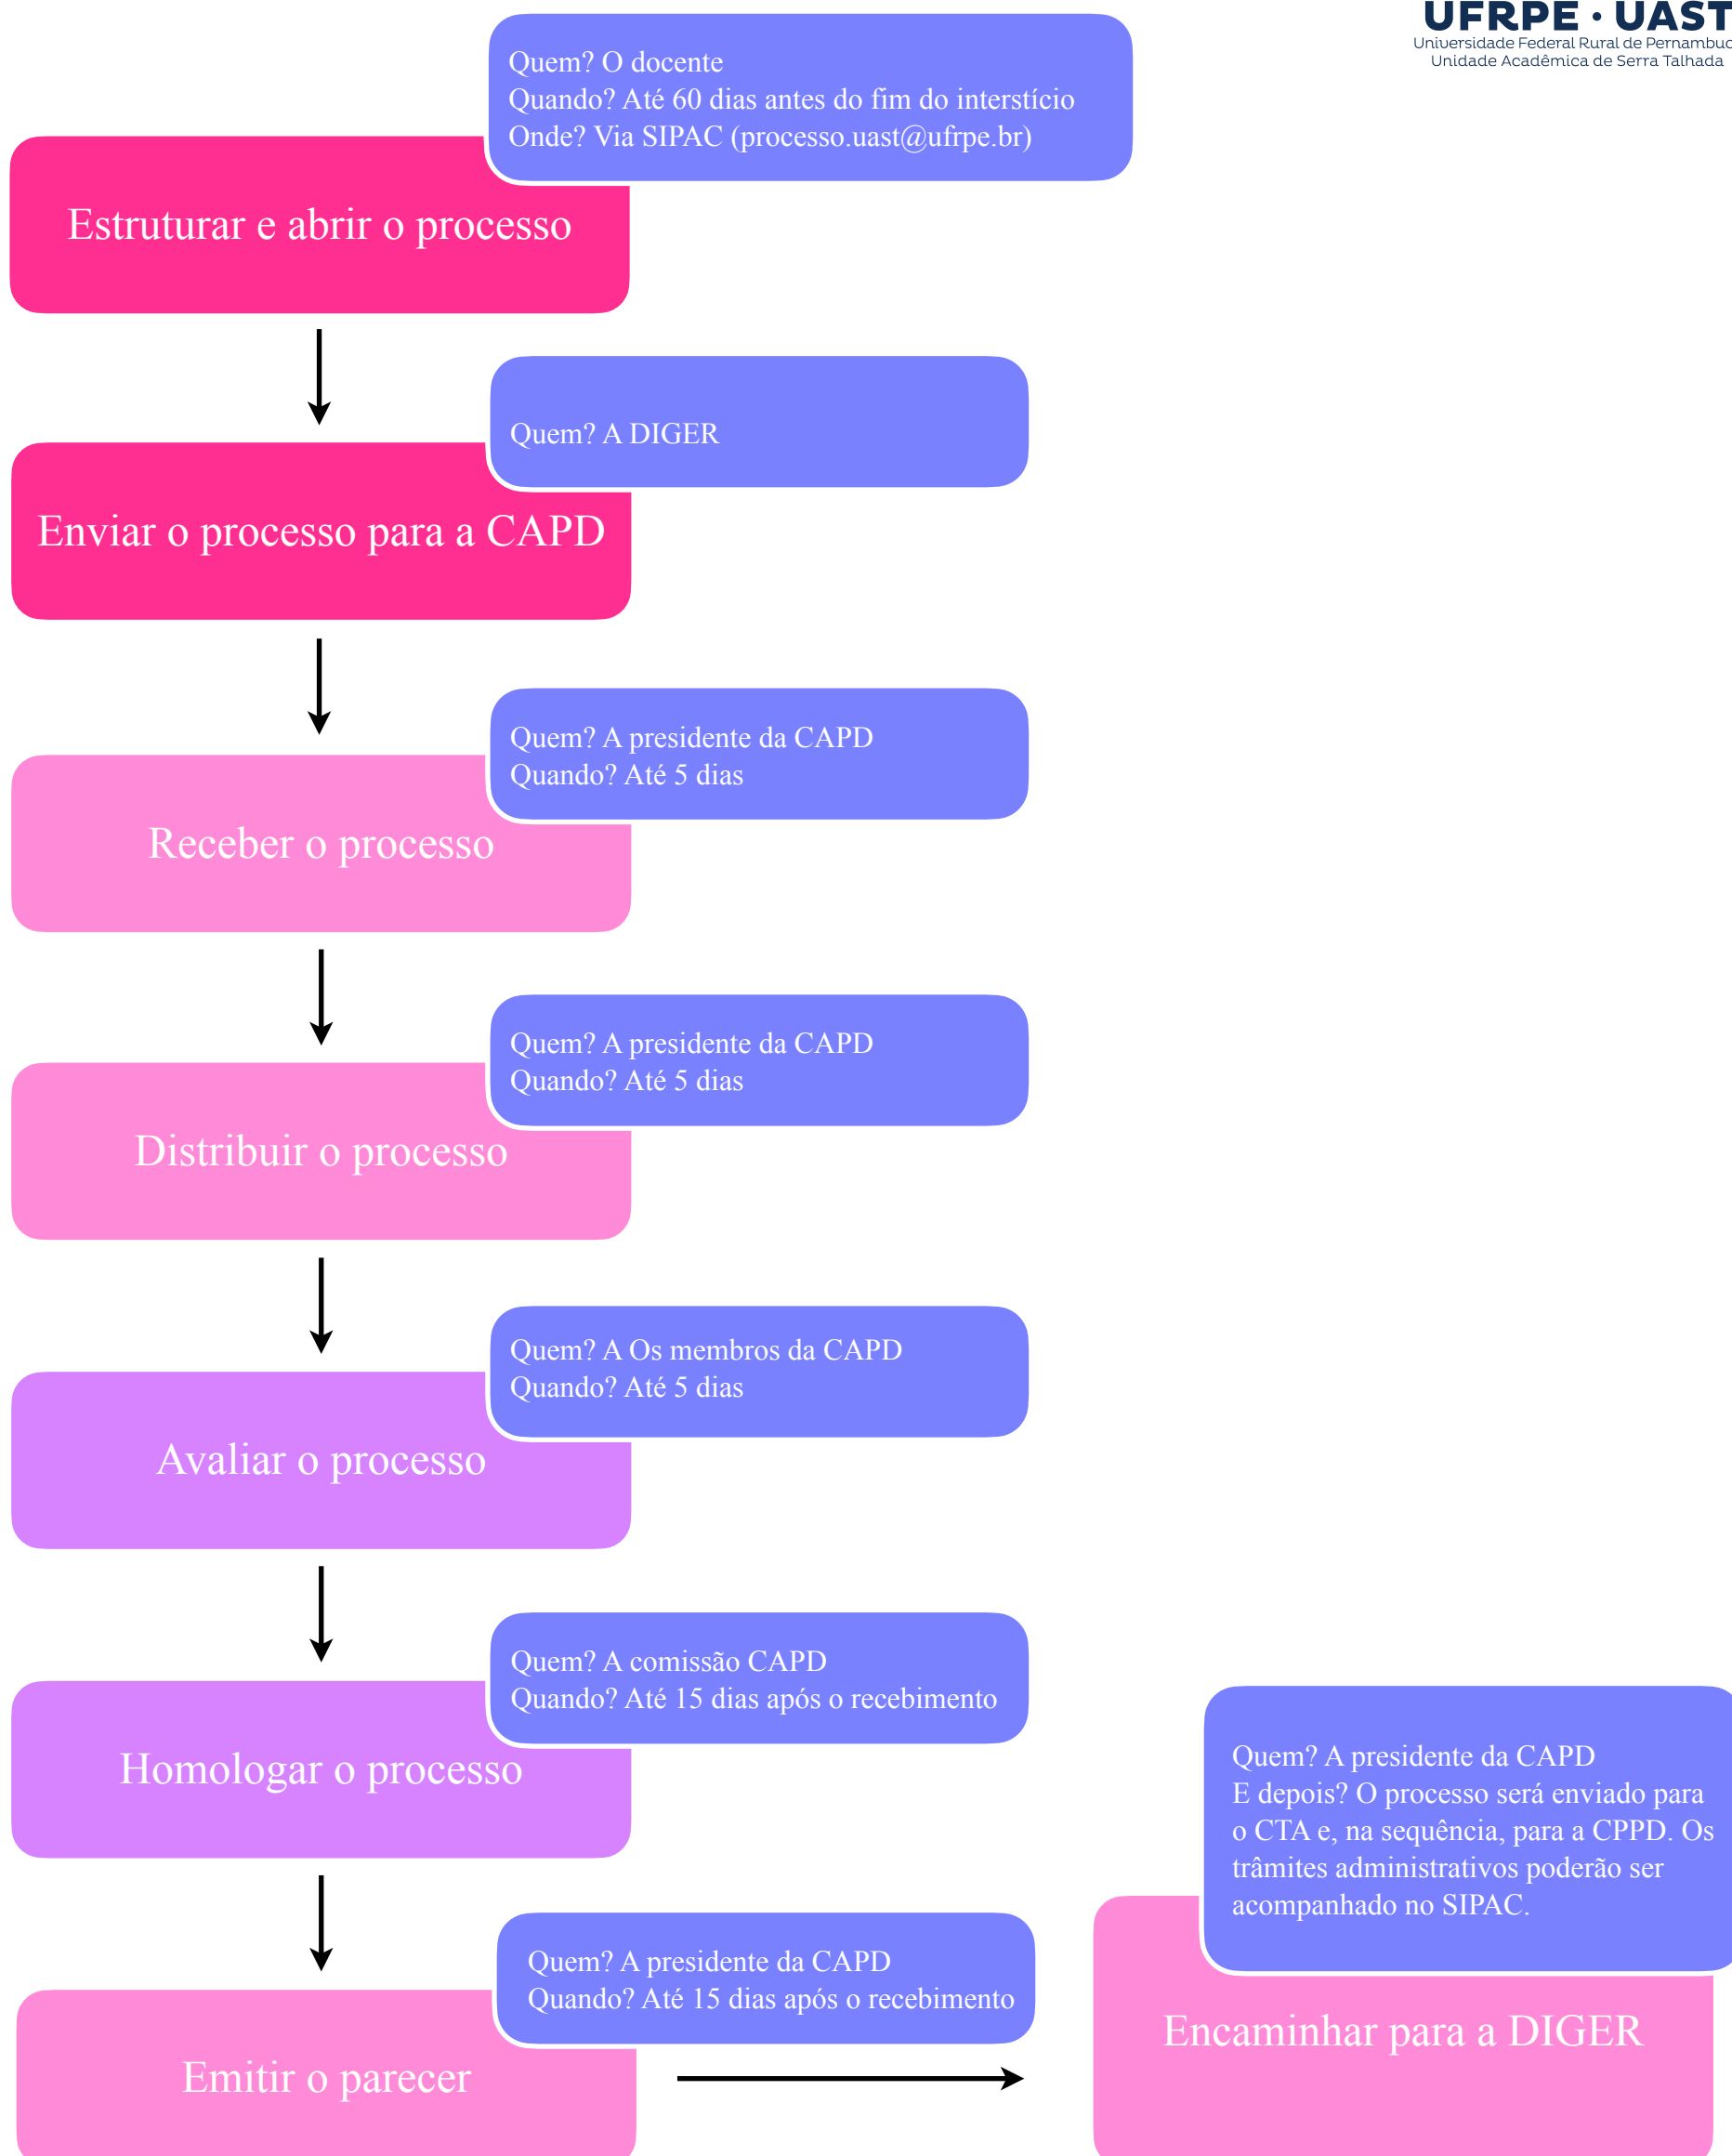 UFRPE · UAST
Universidade Federal Rural de Pernambuc
Unidade Acadêmica de Serra Talhada
Quem? O docente
Quando? Até 60 dias antes do fim do interstício
Onde? Via SIPAC (processo.uast@ufrpe.br)
Estruturar e abrir o processo
Quem? A DIGER
Enviar o processo para a CAPD
Quem? A presidente da CAPD
Quando? Até 5 dias
Receber o processo
Quem? A presidente da CAPD
Quando? Até 5 dias
Distribuir o processo
Quem? A Os membros da CAPD
Quando? Até 5 dias
Avaliar o processo
Quem? A comissão CAPD
Quando? Até 15 dias após o recebimento
Homologar o processo
Quem? A presidente da CAPD
Quando? Até 15 dias após o recebimento
Emitir o parecer
Quem? A presidente da CAPD
E depois? O processo será enviado para
o CTA e, na sequência, para a CPPD. Os
trâmites administrativos poderão ser
acompanhado no SIPAC.
Encaminhar para a DIGER